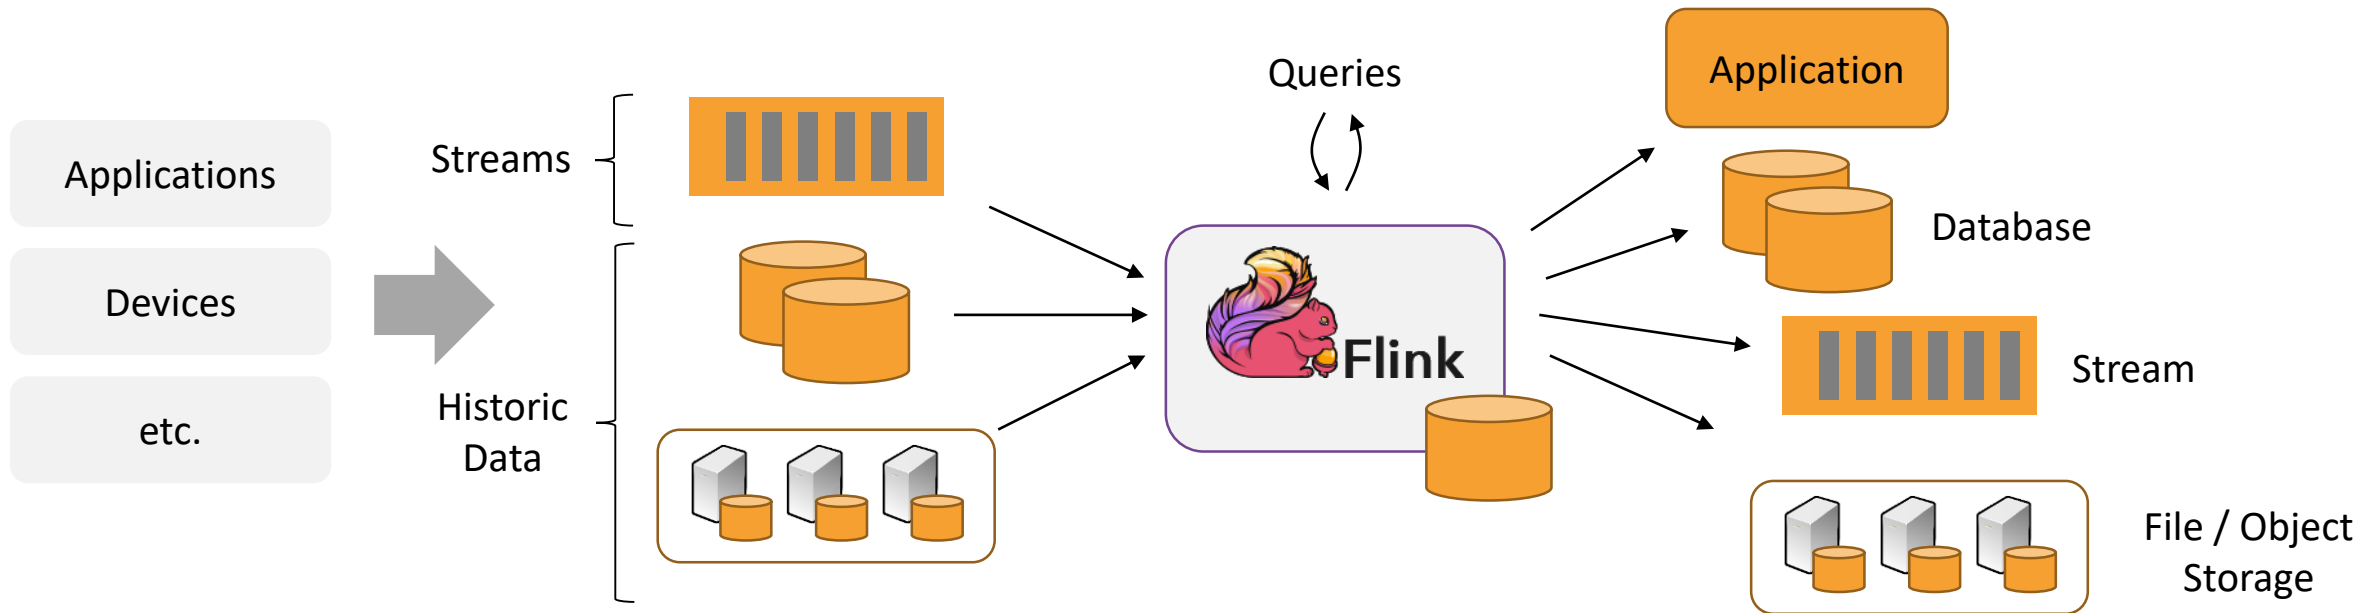 Applications
Devices
etc.
Streams
Historic
Data
Queries
Flink
Application
Database
Stream
File / Object
Storage